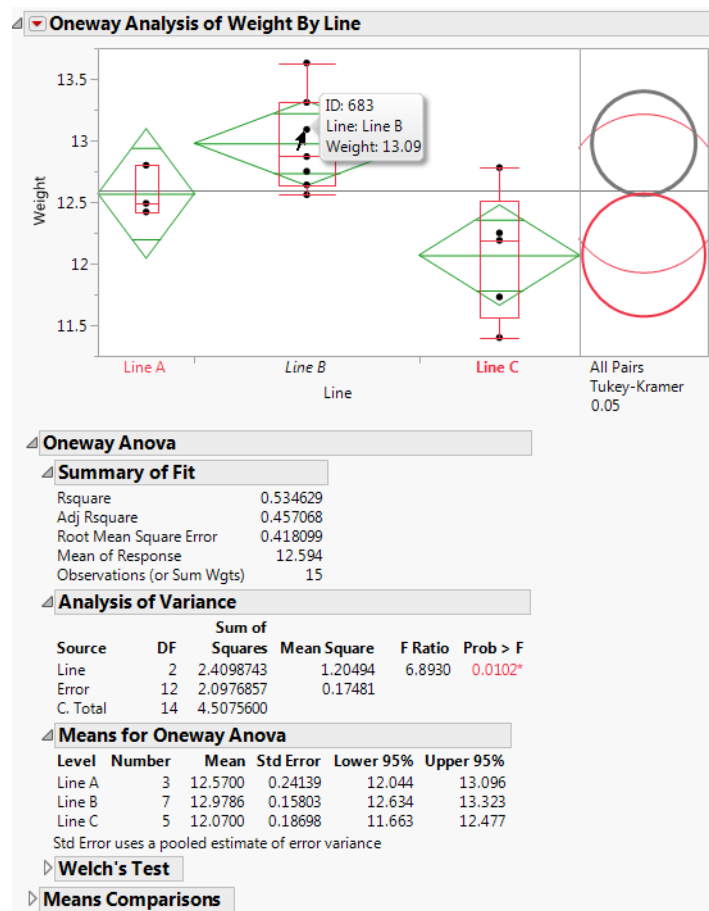 Oneway Analysis of Weight By Line
13.5
13
12.5
12
11.5
Weight
ID: 683
Line: Line B
Weight: 13.09
Line A Line B Line C
Line
All Pairs
Tukey-Kramer
0.05
Oneway Anova
Summary of Fit
Rsquare 0.534629
Adj Rsquare 0.457068
Root Mean Square Error 0.418099
Mean of Response 12.594
Observations (or Sum Wgts) 15
Analysis of Variance
Sum of
Source DF Squares Mean Square F Ratio Prob > F
Line 2 2.4098743 1.20494 6.8930 0.0102*
Error 12 2.0976857 0.17481
C. Total 14 4.5075600
Means for Oneway Anova
Level Number Mean Std Error Lower 95% Upper 95%
Line A 3 12.5700 0.24139 12.044 13.096
Line B 7 12.9786 0.15803 12.634 13.323
Line C 5 12.0700 0.18698 11.663 12.477
Std Error uses a pooled estimate of error variance
Welch's Test
Means Comparisons